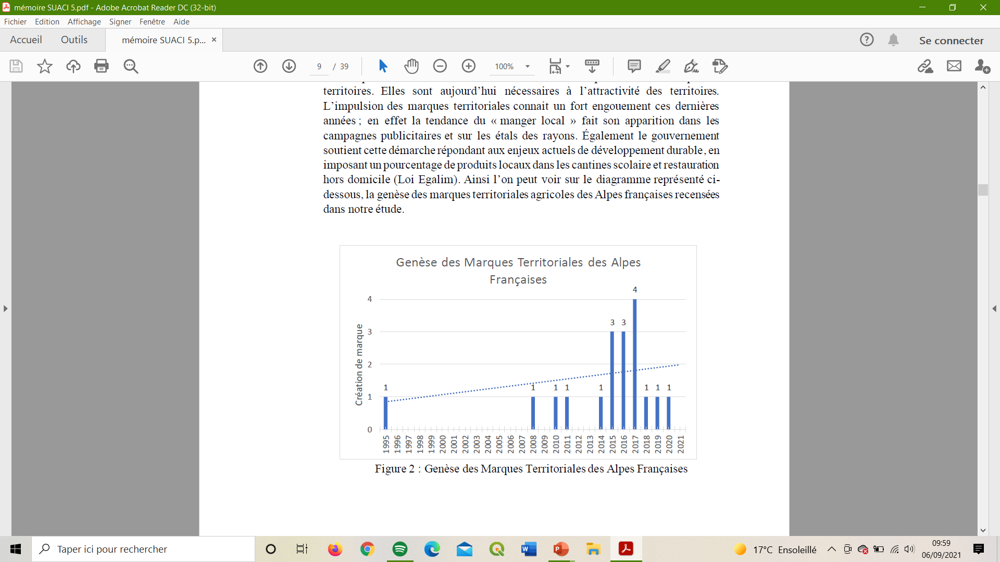 mémoire SUACI 5.pdf - Adobe Acrobat Reader DC (32-bit)
Fichier Edition Affichage Signer Fenêtre Aide
Accueil Outils mémoire SUACI 5.p... × Se connecter
9 / 39 100%
territoires. Elles sont aujourd’hui nécessaires à l’attractivité des territoires.
L’impulsion des marques territoriales connait un fort engouement ces dernières
années ; en effet la tendance du « manger local » fait son apparition dans les
campagnes publicitaires et sur les étals des rayons. Également le gouvernement
soutient cette démarche répondant aux enjeux actuels de développement durable, en
imposant un pourcentage de produits locaux dans les cantines scolaire et restauration
hors domicile (Loi Egalim). Ainsi l’on peut voir sur le diagramme représenté ci-
dessous, la genèse des marques territoriales agricoles des Alpes françaises recensées
dans notre étude.
Genèse des Marques Territoriales des Alpes
Françaises
Création de marque
4
3
2
1
0
1 1 1 1 1 3 3 4 1 1 1
1995 1996 1997 1998 1999 2000 2001 2002 2003 2004 2005 2006 2007 2008 2009 2010 2011 2012 2013 2014 2015 2016 2017 2018 2019 2020 2021
Figure 2 : Genèse des Marques Territoriales des Alpes Françaises
Taper ici pour rechercher
17°C Ensoleillé
09:59
06/09/2021